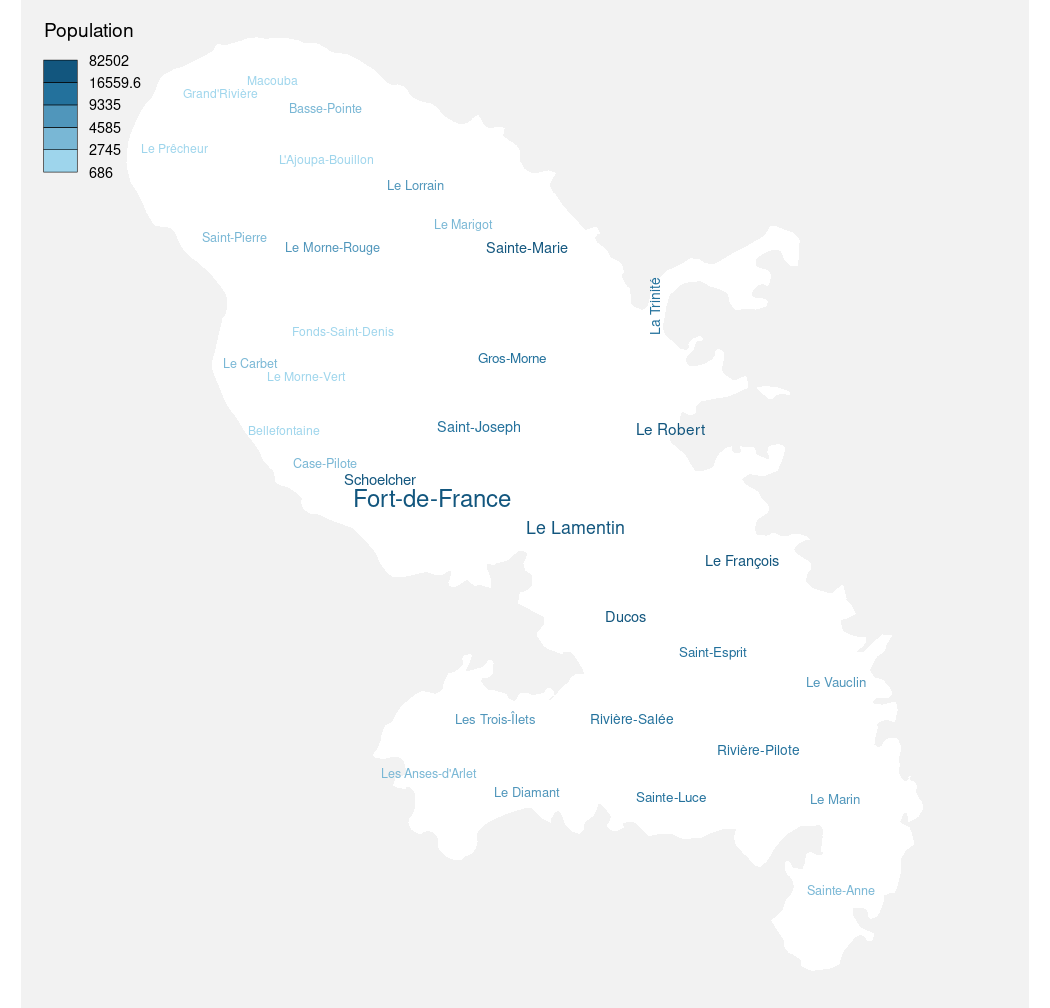 Population
82502
16559.6
9335
4585
2745
686
Macouba
Grand'Rivière
Basse-Pointe
Le Prêcheur
L'Ajoupa-Bouillon
Le Lorrain
Le Marigot
Saint-Pierre
Le Morne-Rouge
Sainte-Marie
La Trinité
Fonds-Saint-Denis
Gros-Morne
Le Carbet
Le Morne-Vert
Bellefontaine
Saint-Joseph
Le Robert
Case-Pilote
Schoelcher
Fort-de-France
Le Lamentin
Le François
Ducos
Saint-Esprit
Le Vauclin
Les Trois-Îlets
Rivière-Salée
Rivière-Pilote
Les Anses-d'Arlet
Le Diamant
Sainte-Luce
Le Marin
Sainte-Anne